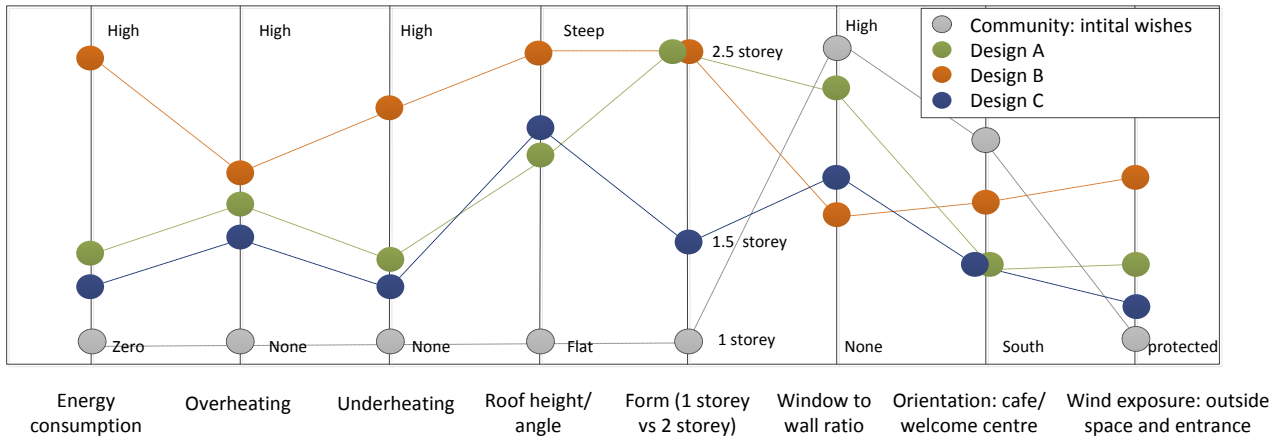 High
High
High
Steep
High
Community: intital wishes
Design A
Design B
Design C
2.5 storey
1.5 storey
Zero
None
None
Flat
1 storey
None
South
protected
Energy
consumption
Overheating
Underheating
Roof height/
angle
Form (1 storey
vs 2 storey)
Window to
wall ratio
Orientation: cafe/
welcome centre
Wind exposure: outside
space and entrance